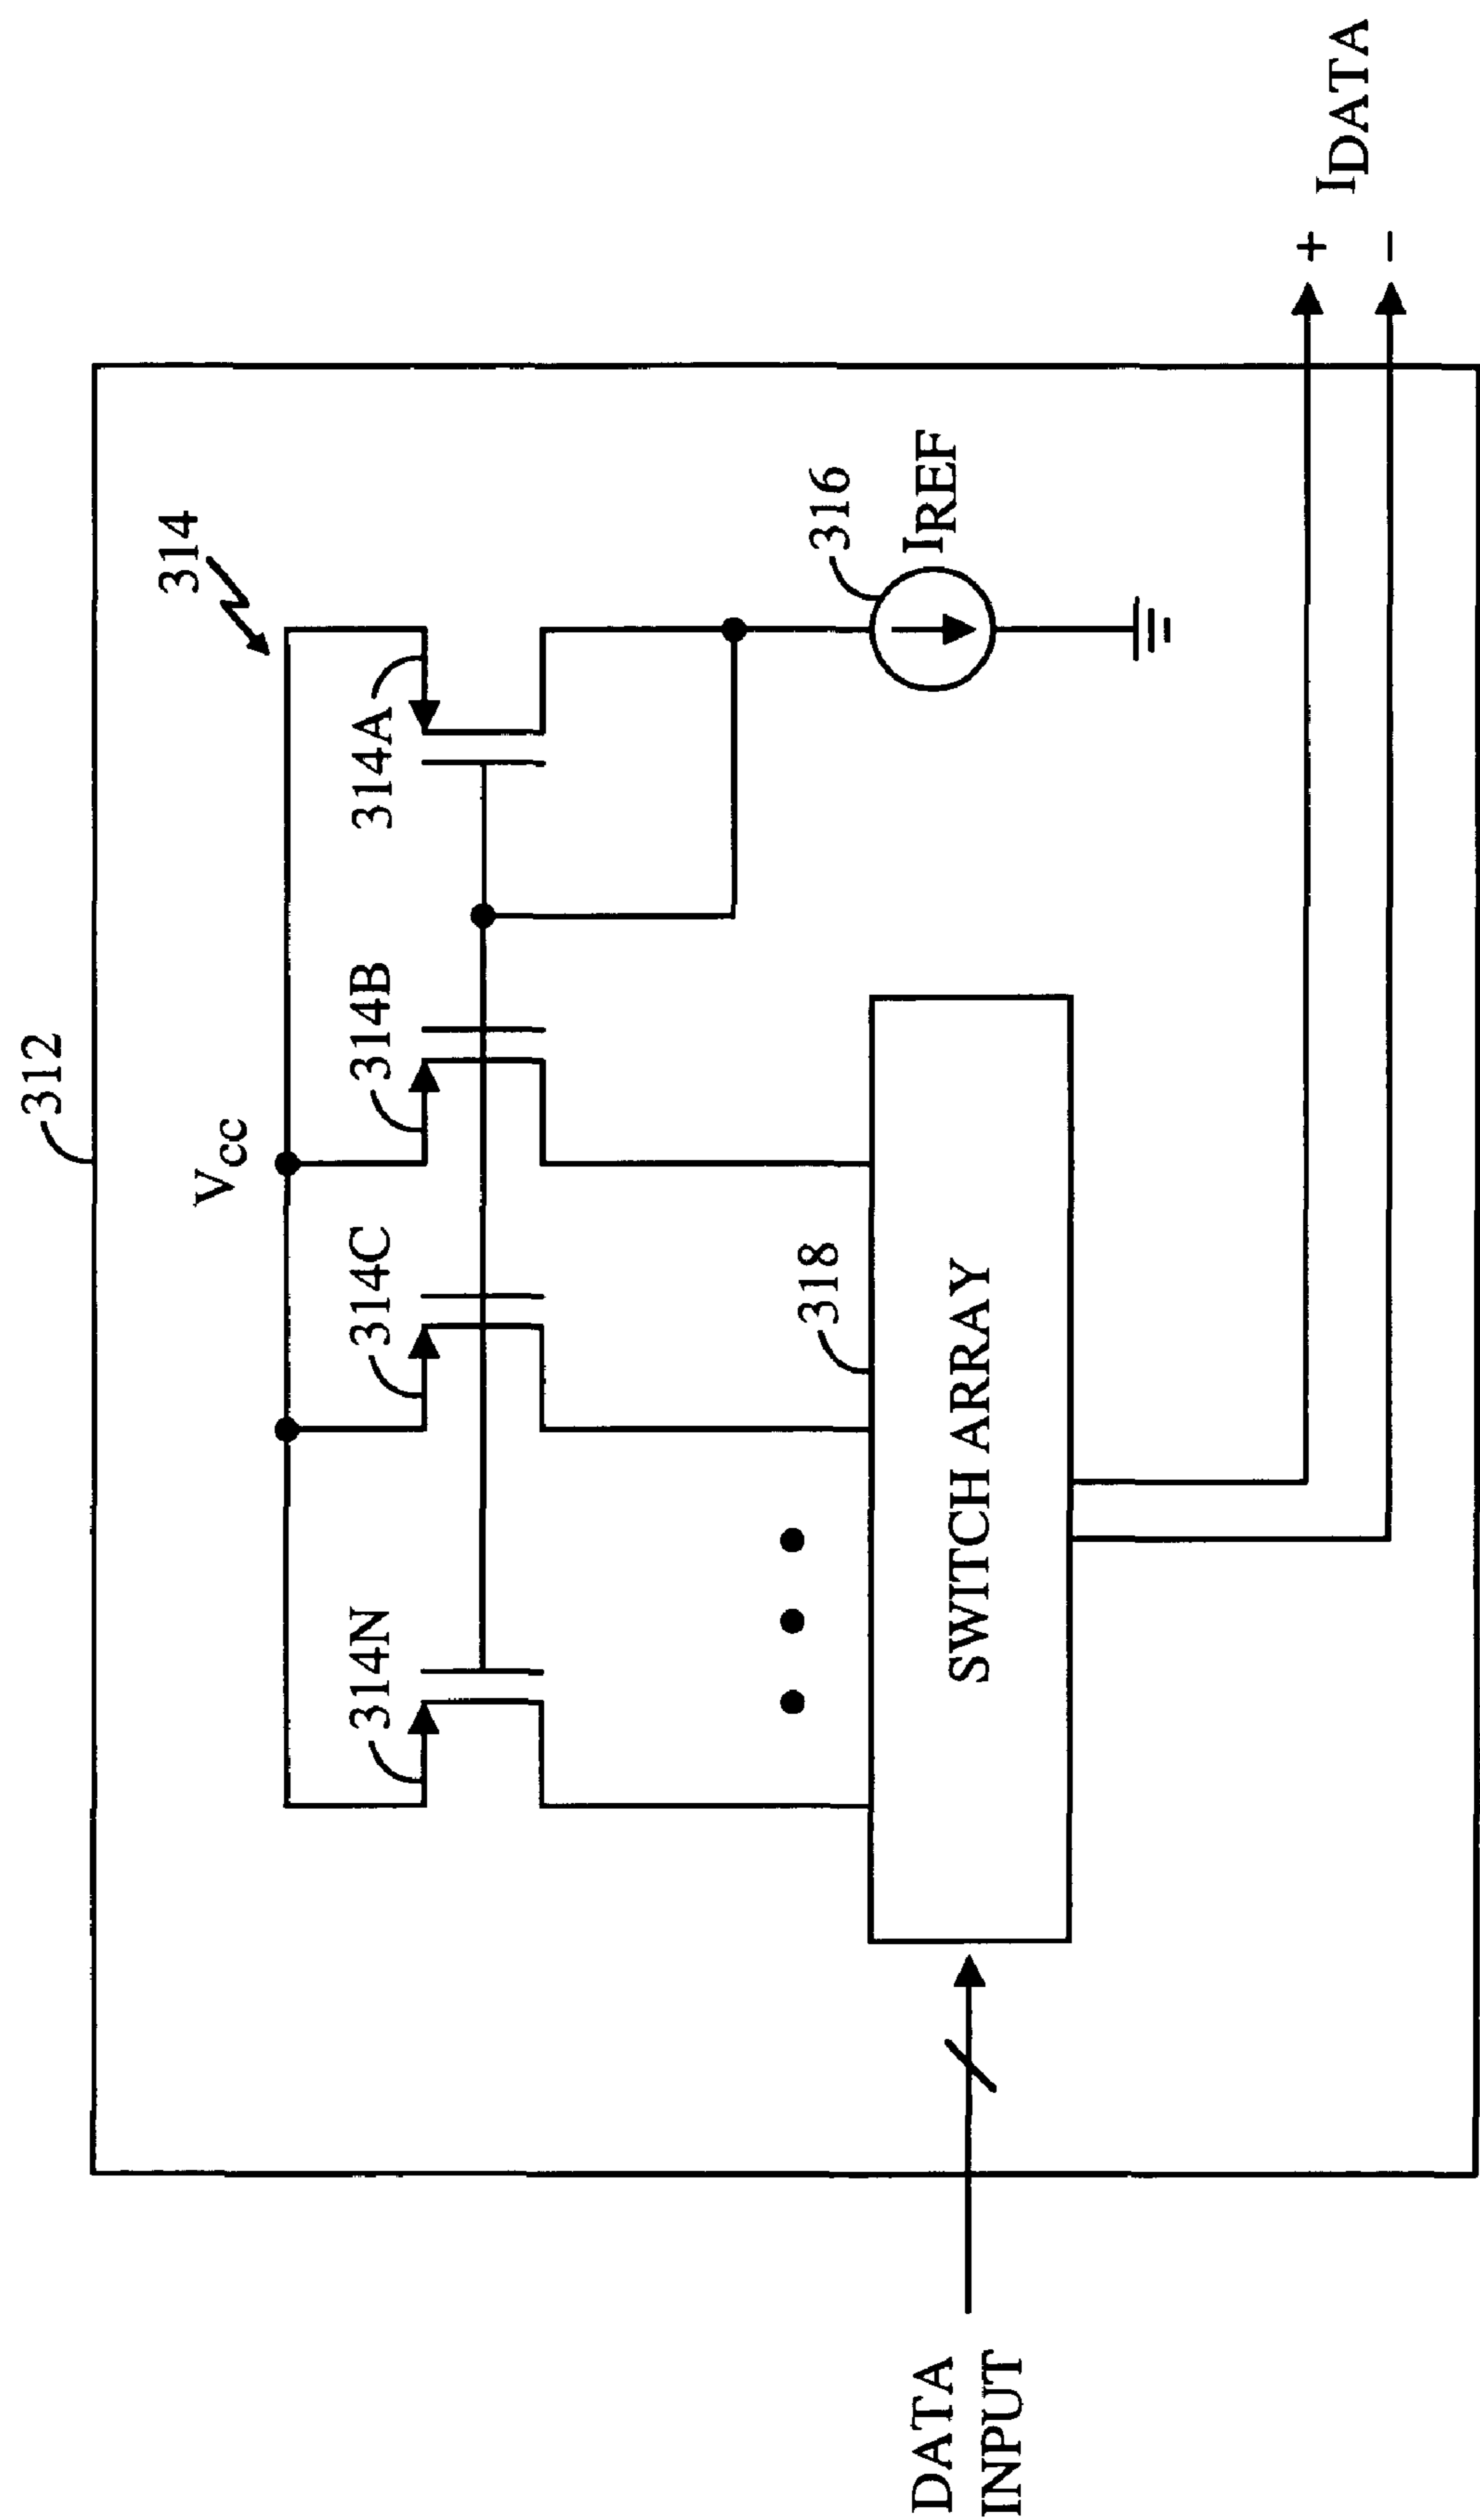 312
VCC
314
314N
314C
314B
314A
316
IREF
318
SWITCH ARRAY
DATA
INPUT
+
IDATA
−